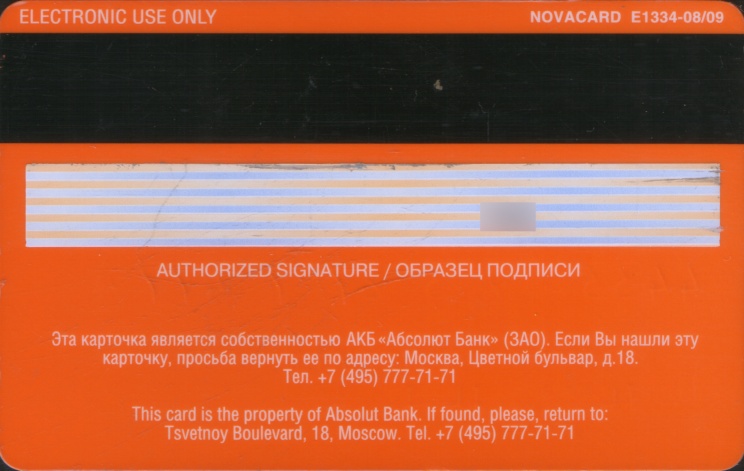 ELECTRONIC USE ONLY
NOVACARD E1334-08/09
AUTHORIZED SIGNATURE / ОБРАЗЕЦ ПОДПИСИ
Эта карточка является собственностью АКБ «Абсолют Банк» (ЗАО). Если Вы нашли эту
карточку, просьба вернуть ее по адресу: Москва, Цветной бульвар, д.18.
Тел. +7 (495) 777-71-71
This card is the property of Absolut Bank. If found, please, return to:
Tsvetnoy Boulevard, 18, Moscow. Tel. +7 (495) 777-71-71